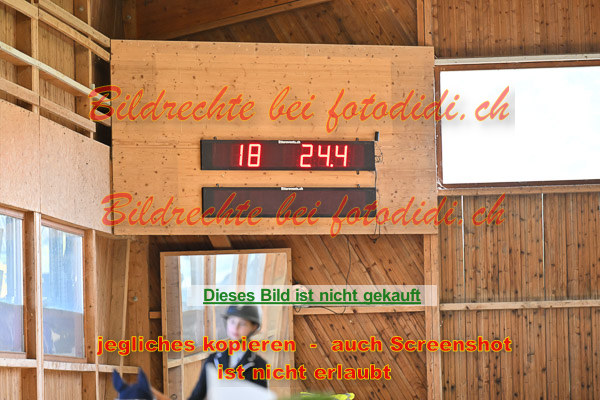 Bildrechte bei fotodidi.ch
18 24.4
Bildrechte bei fotodidi.ch
Dieses Bild ist nicht gekauft
jegliches kopieren - auch Screenshot
ist nicht erlaubt